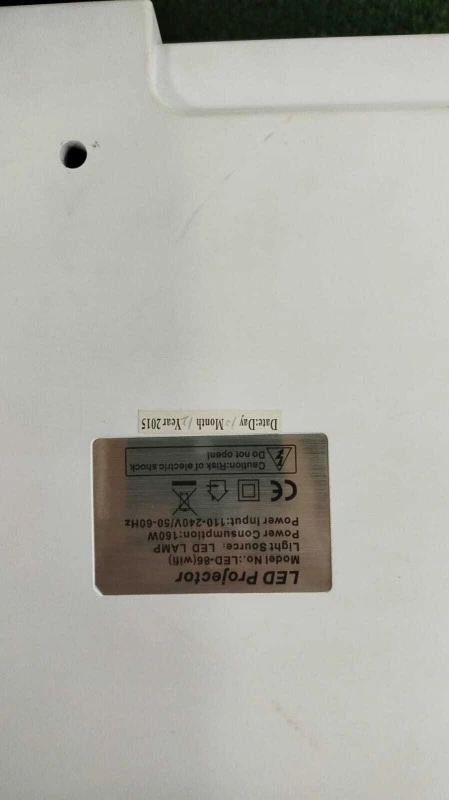 LED Projector
Model No.:LED-86(wifi)
Light Source: LED LAMP
Power Consumption:160W
Power Input:110-240V/50-60Hz
CE
Caution:Risk of electric shock
Do not open!
Date:Day Month Year 2015